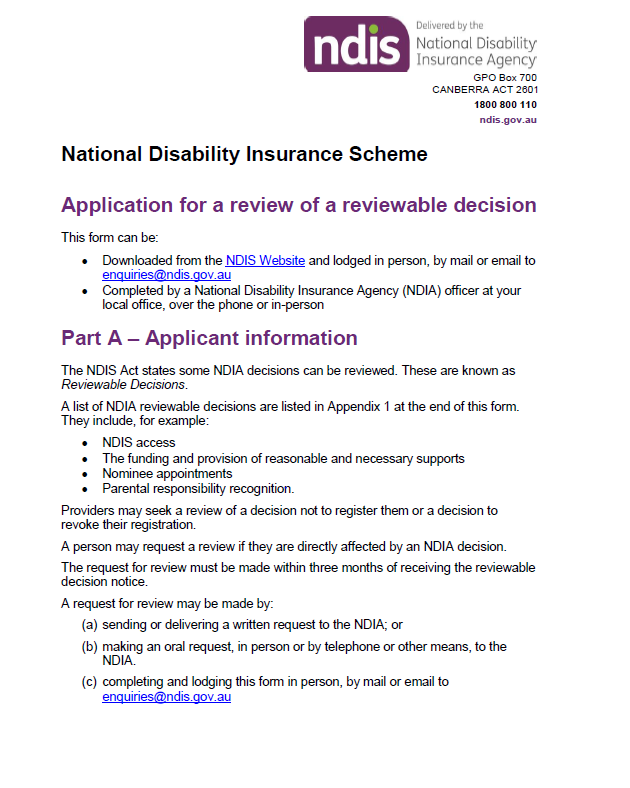 ndis
Delivered by the
National Disability
Insurance Agency
GPO Box 700
CANBERRA ACT 2601
1800 800 110
ndis.gov.au
National Disability Insurance Scheme
Application for a review of a reviewable decision
This form can be:
• Downloaded from the NDIS Website and lodged in person, by mail or email to
enquiries@ndis.gov.au
• Completed by a National Disability Insurance Agency (NDIA) officer at your
local office, over the phone or in-person
Part A – Applicant information
The NDIS Act states some NDIA decisions can be reviewed. These are known as
Reviewable Decisions.
A list of NDIA reviewable decisions are listed in Appendix 1 at the end of this form.
They include, for example:
• NDIS access
• The funding and provision of reasonable and necessary supports
• Nominee appointments
• Parental responsibility recognition.
Providers may seek a review of a decision not to register them or a decision to
revoke their registration.
A person may request a review if they are directly affected by an NDIA decision.
The request for review must be made within three months of receiving the reviewable
decision notice.
A request for review may be made by:
(a) sending or delivering a written request to the NDIA; or
(b) making an oral request, in person or by telephone or other means, to the
NDIA.
(c) completing and lodging this form in person, by mail or email to
enquiries@ndis.gov.au